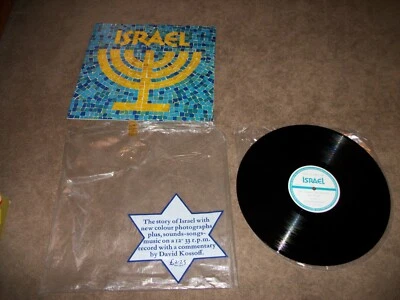 ISRAEL
The story of Israel with
new colour photographs
plus, sounds-songs-
music on a 12" 33 r.p.m.
record with a commentary
by David Kossoff.
ISRAEL